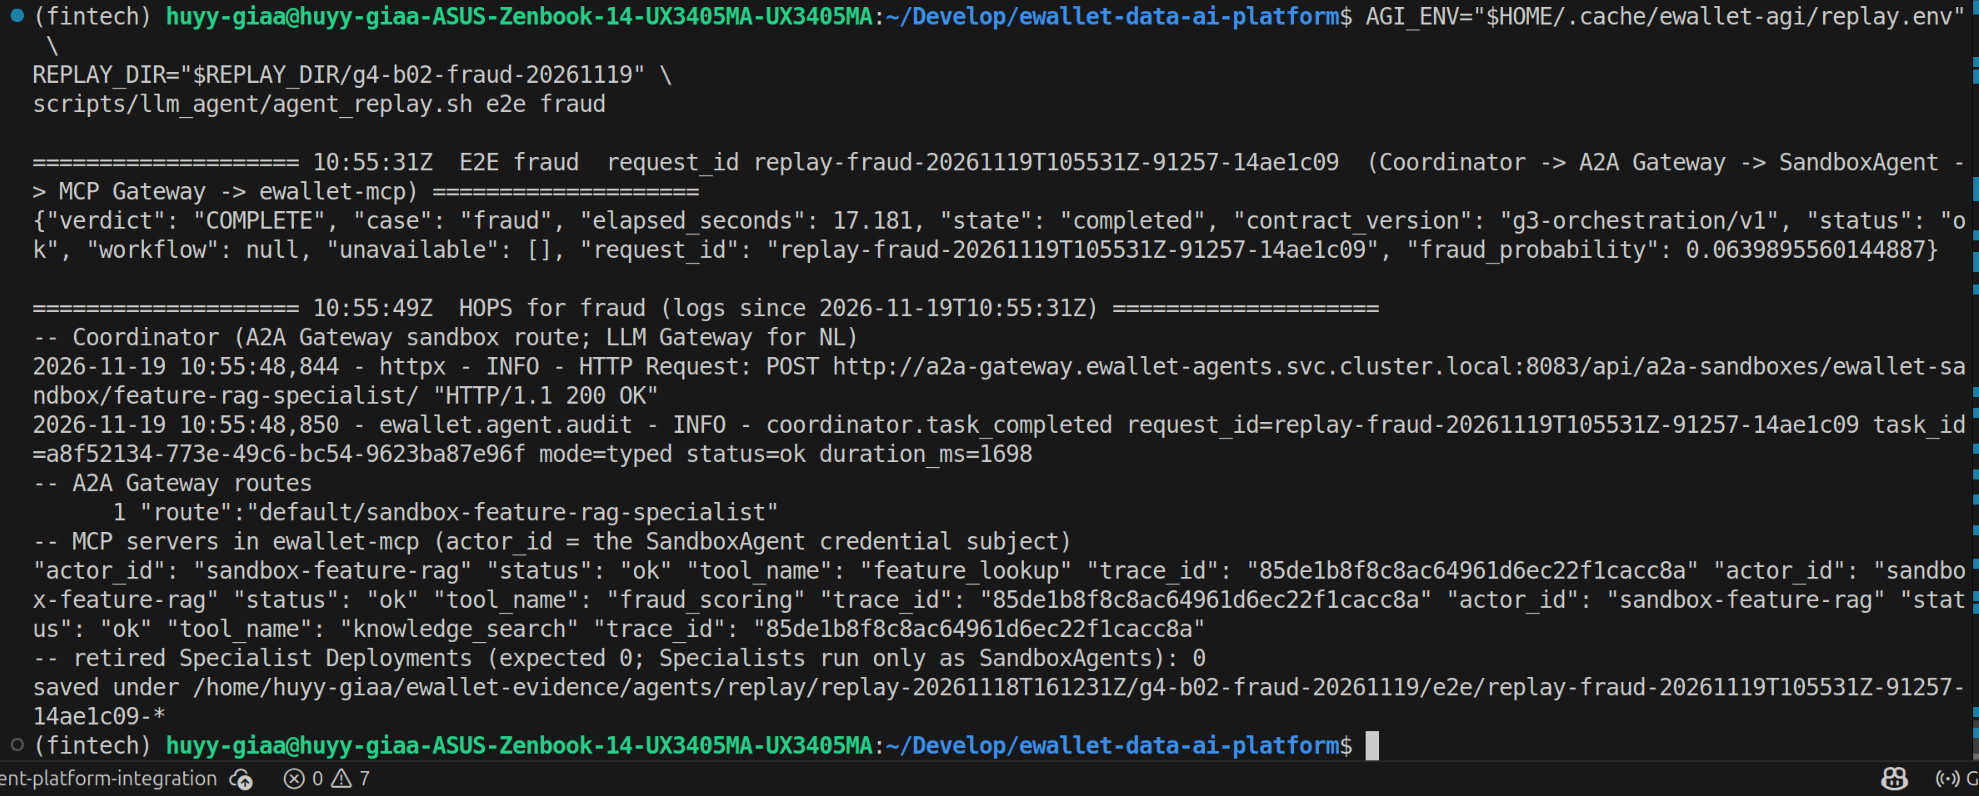 (fintech) huyy-giaa@huyy-giaa-ASUS-Zenbook-14-UX3405MA-UX3405MA:~/Develop/ewallet-data-ai-platform$ AGI_ENV="$HOME/.cache/ewallet-agi/replay.env"
 \
REPLAY_DIR="$REPLAY_DIR/g4-b02-fraud-20261119" \
scripts/llm_agent/agent_replay.sh e2e fraud
==================== 10:55:31Z  E2E fraud  request_id replay-fraud-20261119T105531Z-91257-14ae1c09  (Coordinator -> A2A Gateway -> SandboxAgent -
> MCP Gateway -> ewallet-mcp) ====================
{"verdict": "COMPLETE", "case": "fraud", "elapsed_seconds": 17.181, "state": "completed", "contract_version": "g3-orchestration/v1", "status": "o
k", "workflow": null, "unavailable": [], "request_id": "replay-fraud-20261119T105531Z-91257-14ae1c09", "fraud_probability": 0.0639895560144887}
==================== 10:55:49Z  HOPS for fraud (logs since 2026-11-19T10:55:31Z) ====================
-- Coordinator (A2A Gateway sandbox route; LLM Gateway for NL)
2026-11-19 10:55:48,844 - httpx - INFO - HTTP Request: POST http://a2a-gateway.ewallet-agents.svc.cluster.local:8083/api/a2a-sandboxes/ewallet-sa
ndbox/feature-rag-specialist/ "HTTP/1.1 200 OK"
2026-11-19 10:55:48,850 - ewallet.agent.audit - INFO - coordinator.task_completed request_id=replay-fraud-20261119T105531Z-91257-14ae1c09 task_id
=a8f52134-773e-49c6-bc54-9623ba87e96f mode=typed status=ok duration_ms=1698
-- A2A Gateway routes
      1 "route":"default/sandbox-feature-rag-specialist"
-- MCP servers in ewallet-mcp (actor_id = the SandboxAgent credential subject)
"actor_id": "sandbox-feature-rag" "status": "ok" "tool_name": "feature_lookup" "trace_id": "85de1b8f8c8ac64961d6ec22f1cacc8a" "actor_id": "sandbo
x-feature-rag" "status": "ok" "tool_name": "fraud_scoring" "trace_id": "85de1b8f8c8ac64961d6ec22f1cacc8a" "actor_id": "sandbox-feature-rag" "stat
us": "ok" "tool_name": "knowledge_search" "trace_id": "85de1b8f8c8ac64961d6ec22f1cacc8a"
-- retired Specialist Deployments (expected 0; Specialists run only as SandboxAgents): 0
saved under /home/huyy-giaa/ewallet-evidence/agents/replay/replay-20261118T161231Z/g4-b02-fraud-20261119/e2e/replay-fraud-20261119T105531Z-91257-
14ae1c09-*
(fintech) huyy-giaa@huyy-giaa-ASUS-Zenbook-14-UX3405MA-UX3405MA:~/Develop/ewallet-data-ai-platform$
ent-platform-integration 0 7 G